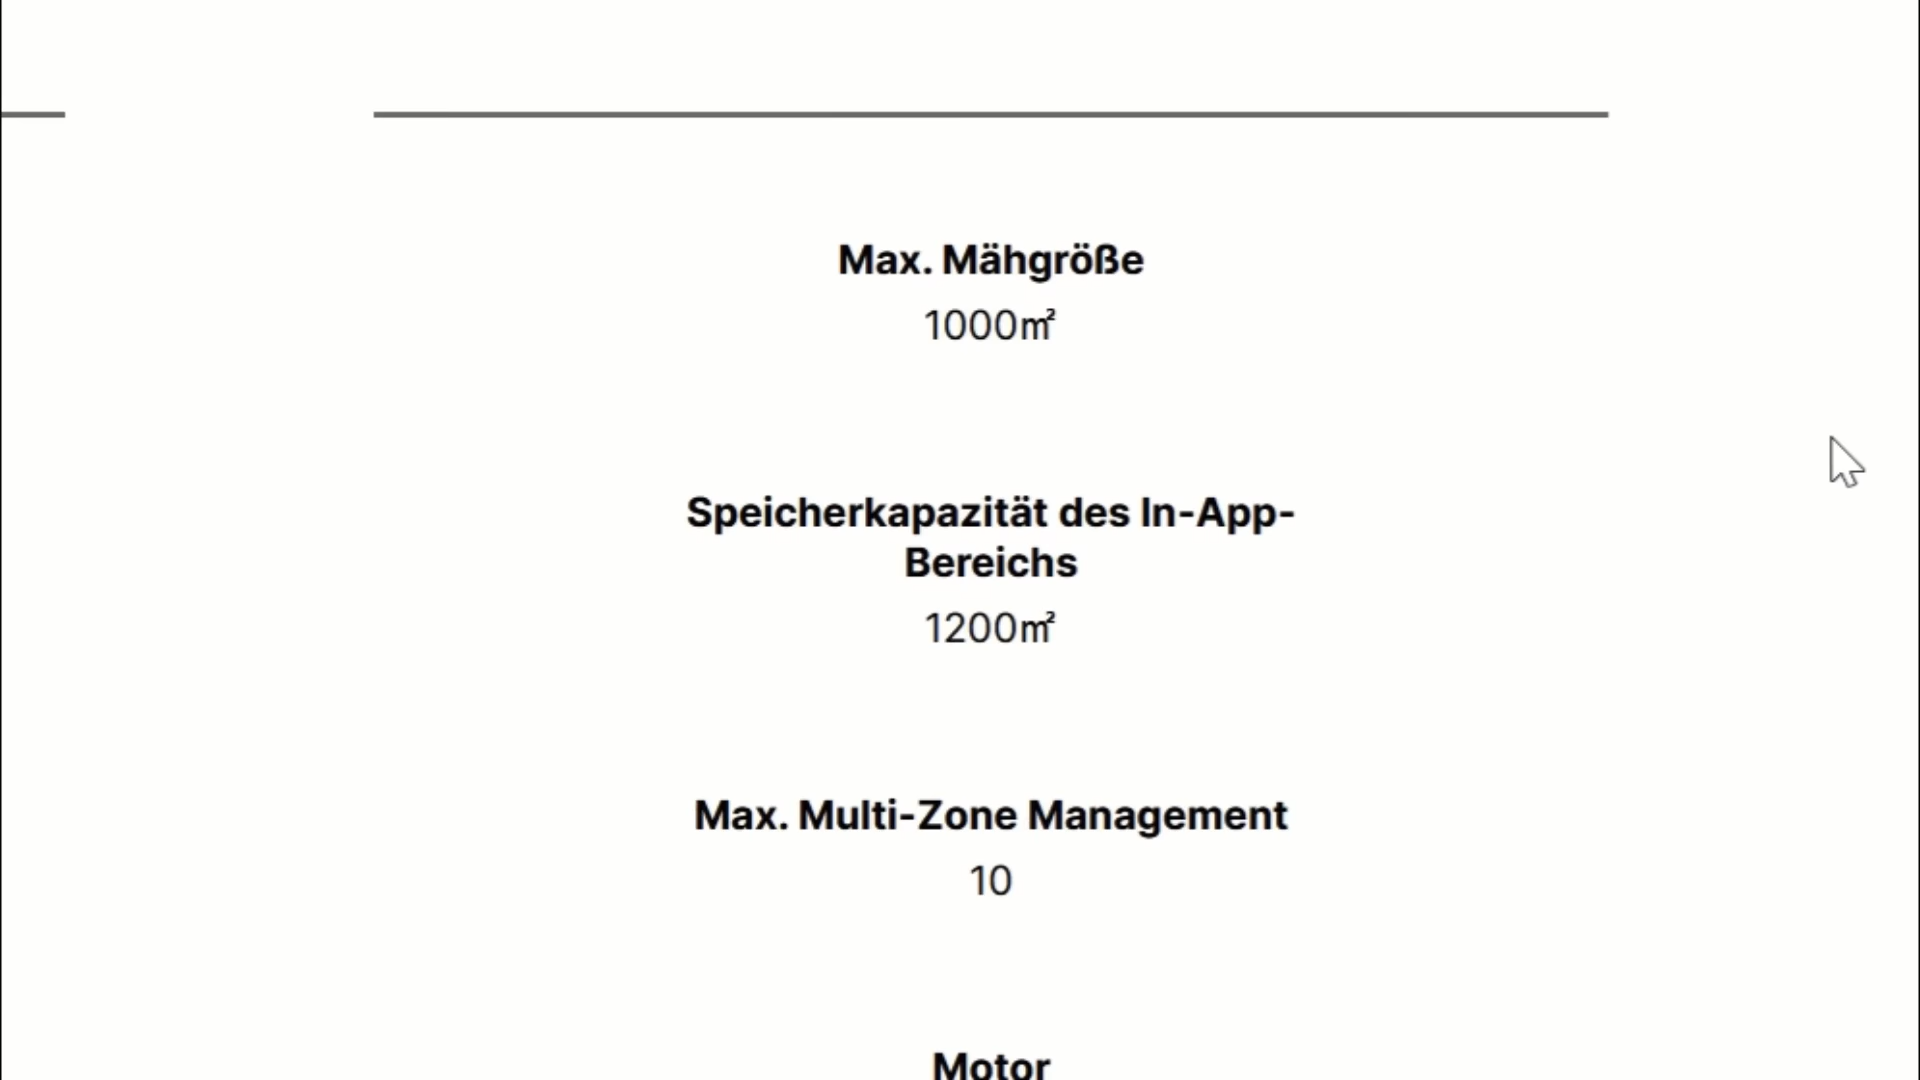 Max. Mähgröße
1000㎡
Speicherkapazität des In-App-
Bereichs
1200㎡
Max. Multi-Zone Management
10
Motor